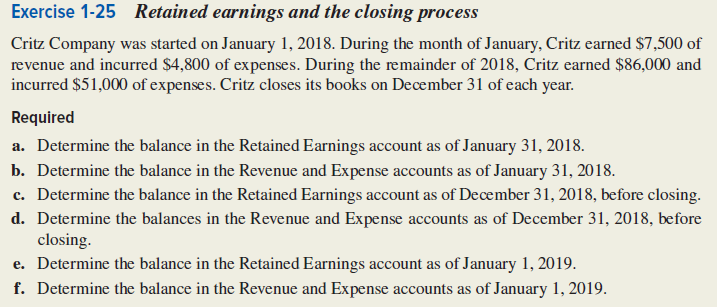 Exercise 1-25 Retained earnings and the closing process
Critz Company was started on January 1, 2018. During the month of January, Critz earned $7,500 of
revenue and incurred $4,800 of expenses. During the remainder of 2018, Critz earned $86,000 and
incurred $51,000 of expenses. Critz closes its books on December 31 of each year.
Required
a. Determine the balance in the Retained Earnings account as of January 31, 2018.
b. Determine the balance in the Revenue and Expense accounts as of January 31, 2018.
c. Determine the balance in the Retained Earnings account as of December 31, 2018, before closing.
d. Determine the balances in the Revenue and Expense accounts as of December 31, 2018, before
closing.
e. Determine the balance in the Retained Earnings account as of January 1, 2019.
f. Determine the balance in the Revenue and Expense accounts as of January 1, 2019.